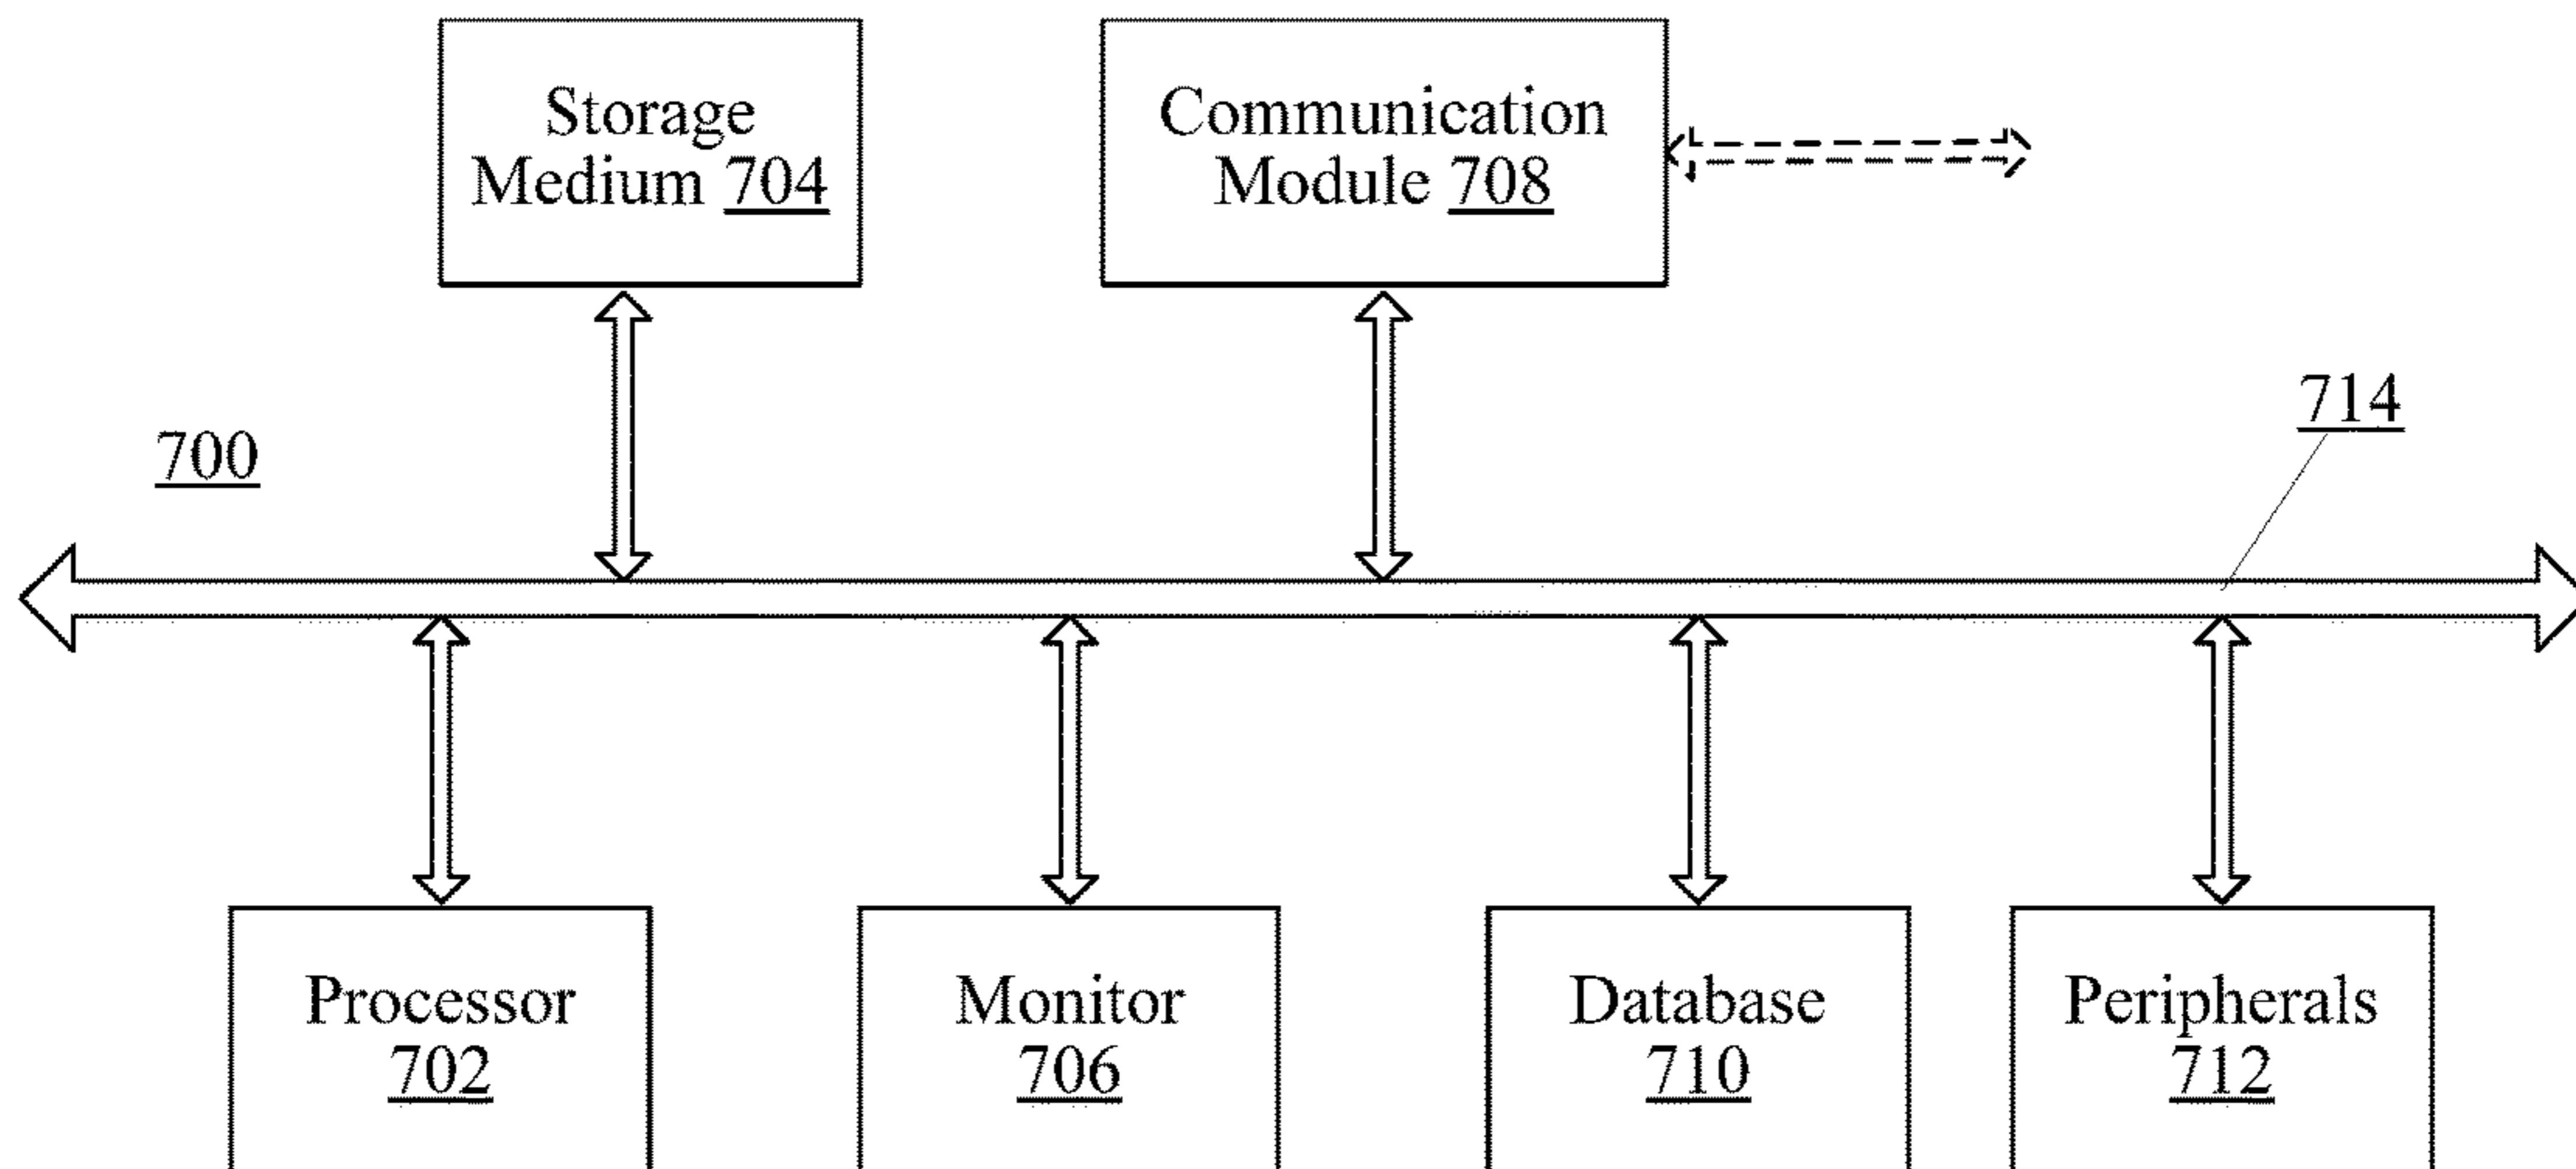 Storage
Medium 704
Communication
Module 708
714
700
Processor
702
Monitor
706
Database
710
Peripherals
712